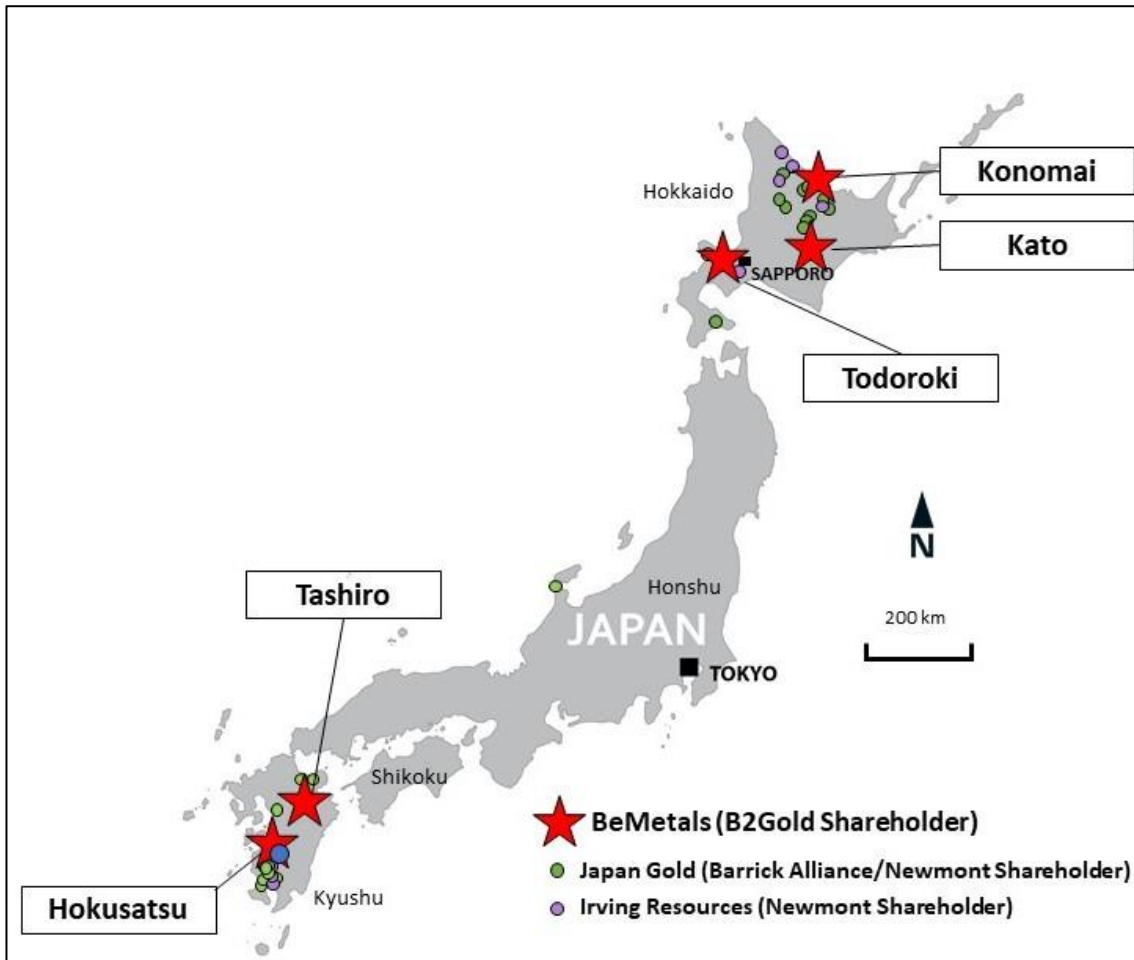 Konomai
Hokkaido
Kato
SAPPORO
Todoroki
N
Tashiro
Honshu
200 km
JAPAN
TOKYO
Shikoku
BeMetals (B2Gold Shareholder)
Japan Gold (Barrick Alliance/Newmont Shareholder)
Hokusatsu
Kyushu
Irving Resources (Newmont Shareholder)